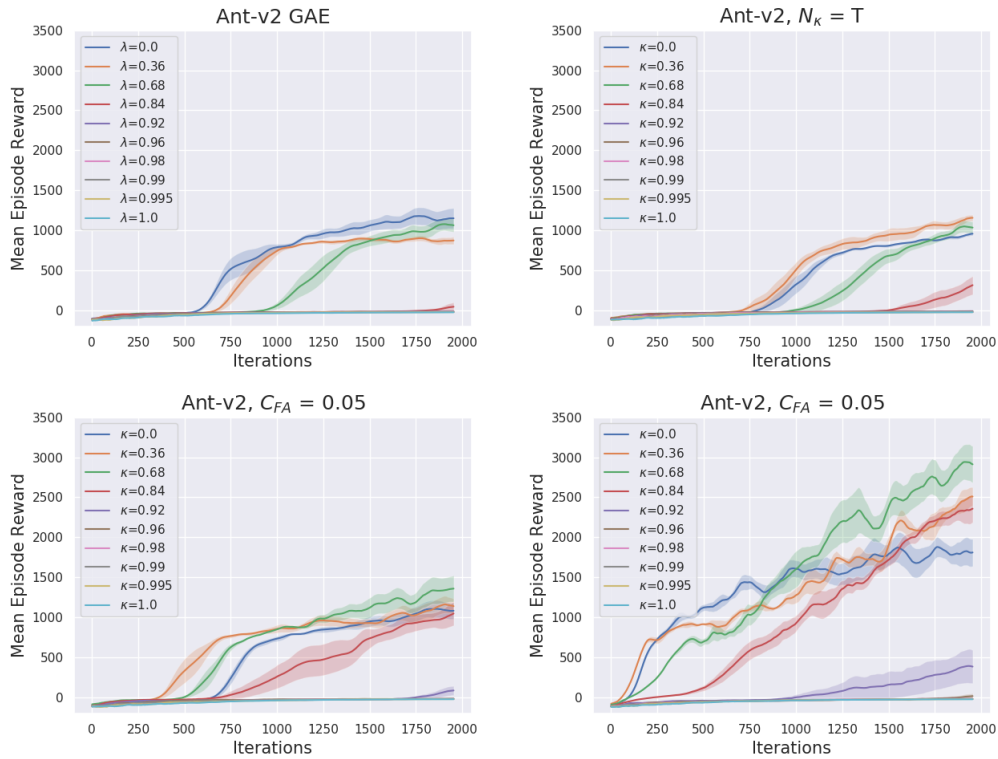 Ant-v2 GAE
3500
3000
2500
2000
1500
1000
500
0
Mean Episode Reward
λ=0.0
λ=0.36
λ=0.68
λ=0.84
λ=0.92
λ=0.96
λ=0.98
λ=0.99
λ=0.995
λ=1.0
0 250 500 750 1000 1250 1500 1750 2000
Iterations
Ant-v2, Nκ = T
3500
3000
2500
2000
1500
1000
500
0
Mean Episode Reward
κ=0.0
κ=0.36
κ=0.68
κ=0.84
κ=0.92
κ=0.96
κ=0.98
κ=0.99
κ=0.995
κ=1.0
0 250 500 750 1000 1250 1500 1750 2000
Iterations
Ant-v2, CFA = 0.05
3500
3000
2500
2000
1500
1000
500
0
Mean Episode Reward
κ=0.0
κ=0.36
κ=0.68
κ=0.84
κ=0.92
κ=0.96
κ=0.98
κ=0.99
κ=0.995
κ=1.0
0 250 500 750 1000 1250 1500 1750 2000
Iterations
Ant-v2, CFA = 0.05
3500
3000
2500
2000
1500
1000
500
0
Mean Episode Reward
κ=0.0
κ=0.36
κ=0.68
κ=0.84
κ=0.92
κ=0.96
κ=0.98
κ=0.99
κ=0.995
κ=1.0
0 250 500 750 1000 1250 1500 1750 2000
Iterations